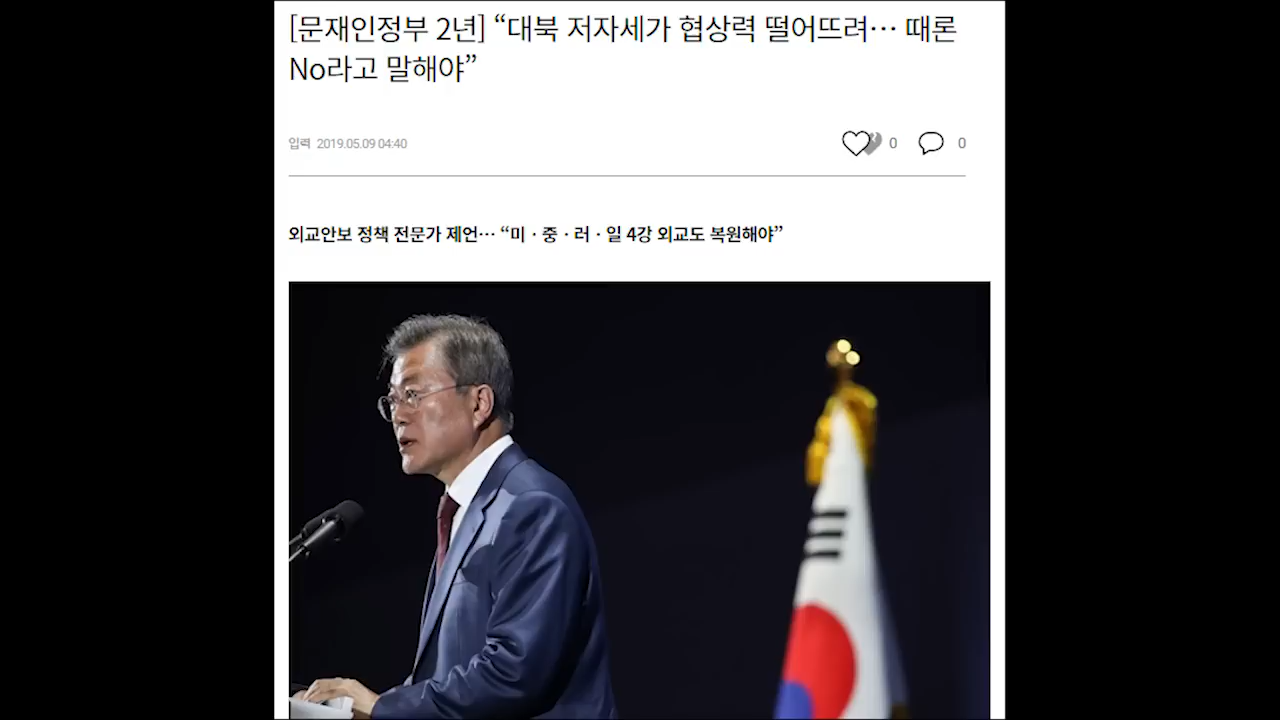 [문재인정부 2년] “대북 저자세가 협상력 떨어뜨려… 때론
No라고 말해야”
입력 2019.05.09 04:40
0
0
외교안보 정책 전문가 제언… “미ㆍ중ㆍ러ㆍ일 4강 외교도 복원해야”